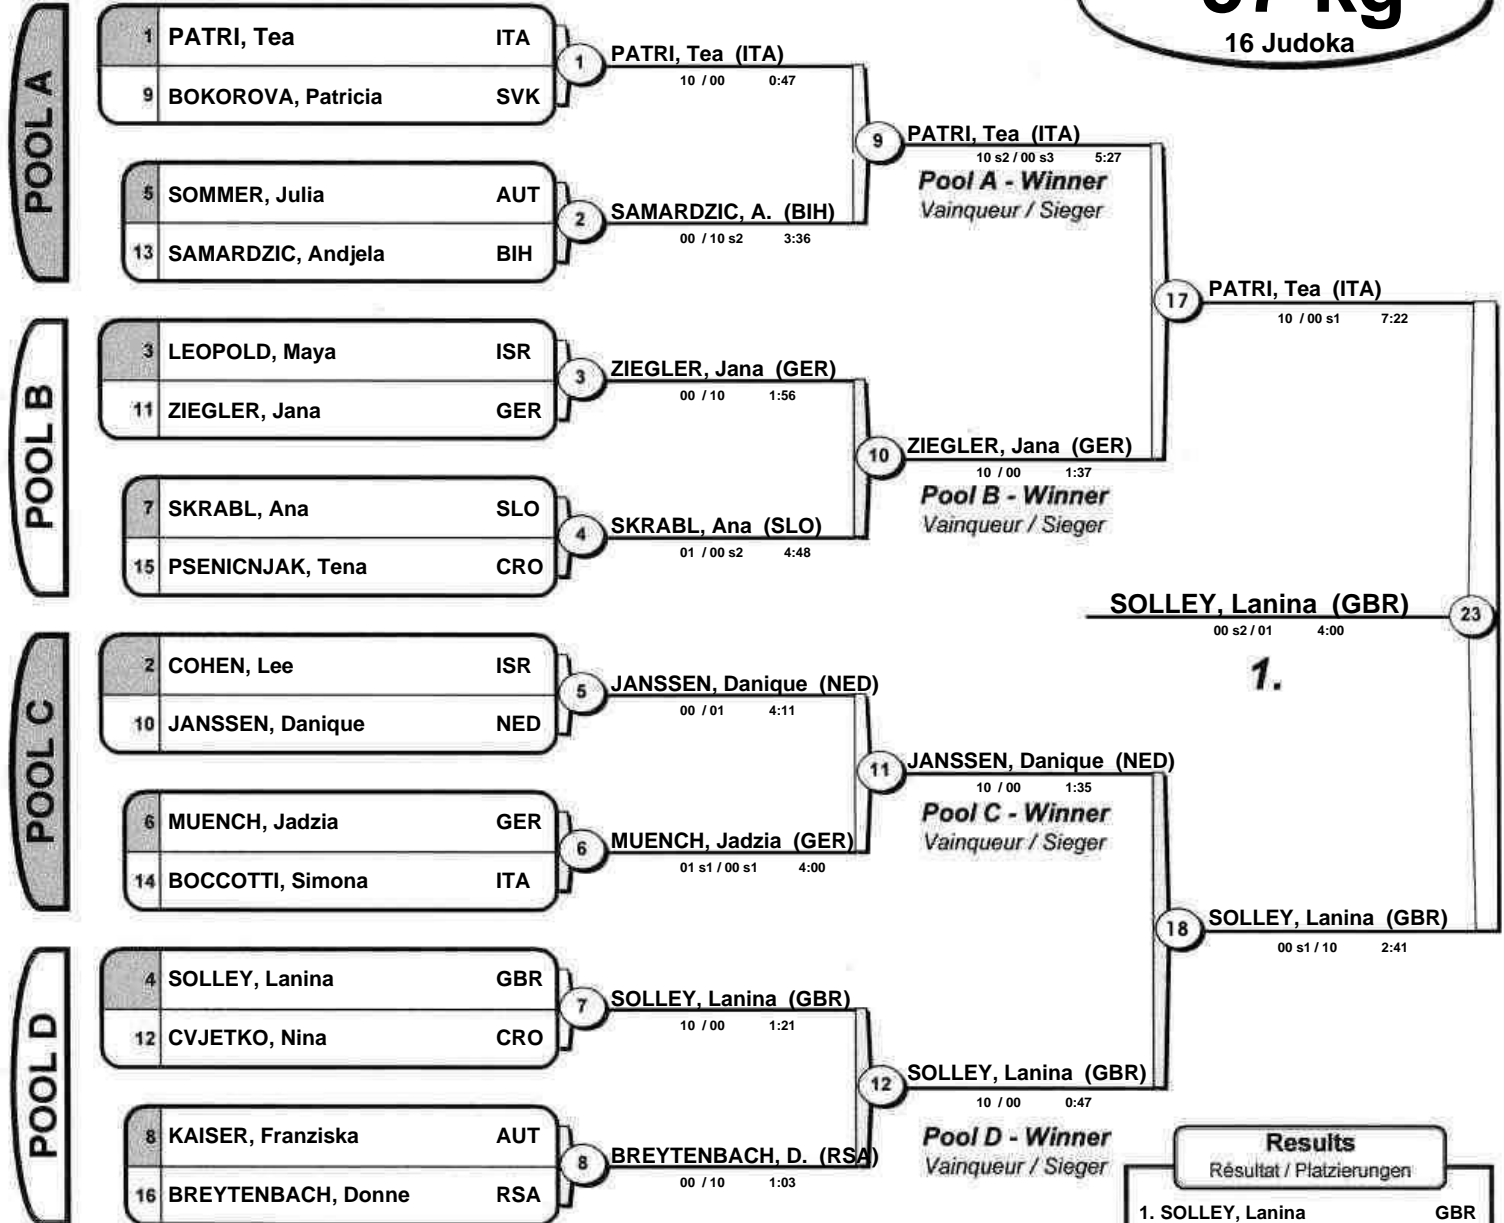 57 kg
16 Judoka
POOL A
1 PATRI, Tea ITA
9 BOKOROVA, Patricia SVK
1
PATRI, Tea (ITA)
10 / 00 0:47
5 SOMMER, Julia AUT
13 SAMARDZIC, Andjela BIH
2
SAMARDZIC, A. (BIH)
00 / 10 s2 3:36
9
PATRI, Tea (ITA)
10 s2 / 00 s3 5:27
Pool A - Winner
Vainqueur / Sieger
POOL B
3 LEOPOLD, Maya ISR
11 ZIEGLER, Jana GER
3
ZIEGLER, Jana (GER)
00 / 10 1:56
7 SKRABL, Ana SLO
15 PSENICNJAK, Tena CRO
4
SKRABL, Ana (SLO)
01 / 00 s2 4:48
10
ZIEGLER, Jana (GER)
10 / 00 1:37
Pool B - Winner
Vainqueur / Sieger
17
PATRI, Tea (ITA)
10 / 00 s1 7:22
POOL C
2 COHEN, Lee ISR
10 JANSSEN, Danique NED
5
JANSSEN, Danique (NED)
00 / 01 4:11
6 MUENCH, Jadzia GER
14 BOCCOTTI, Simona ITA
6
MUENCH, Jadzia (GER)
01 s1 / 00 s1 4:00
11
JANSSEN, Danique (NED)
10 / 00 1:35
Pool C - Winner
Vainqueur / Sieger
POOL D
4 SOLLEY, Lanina GBR
12 CVJETKO, Nina CRO
7
SOLLEY, Lanina (GBR)
10 / 00 1:21
8 KAISER, Franziska AUT
16 BREYTENBACH, Donne RSA
8
BREYTENBACH, D. (RSA)
00 / 10 1:03
12
SOLLEY, Lanina (GBR)
10 / 00 0:47
Pool D - Winner
Vainqueur / Sieger
18
SOLLEY, Lanina (GBR)
00 s1 / 10 2:41
23
SOLLEY, Lanina (GBR)
00 s2 / 01 4:00
1.
Results
Résultat / Platzierungen
1. SOLLEY, Lanina GBR